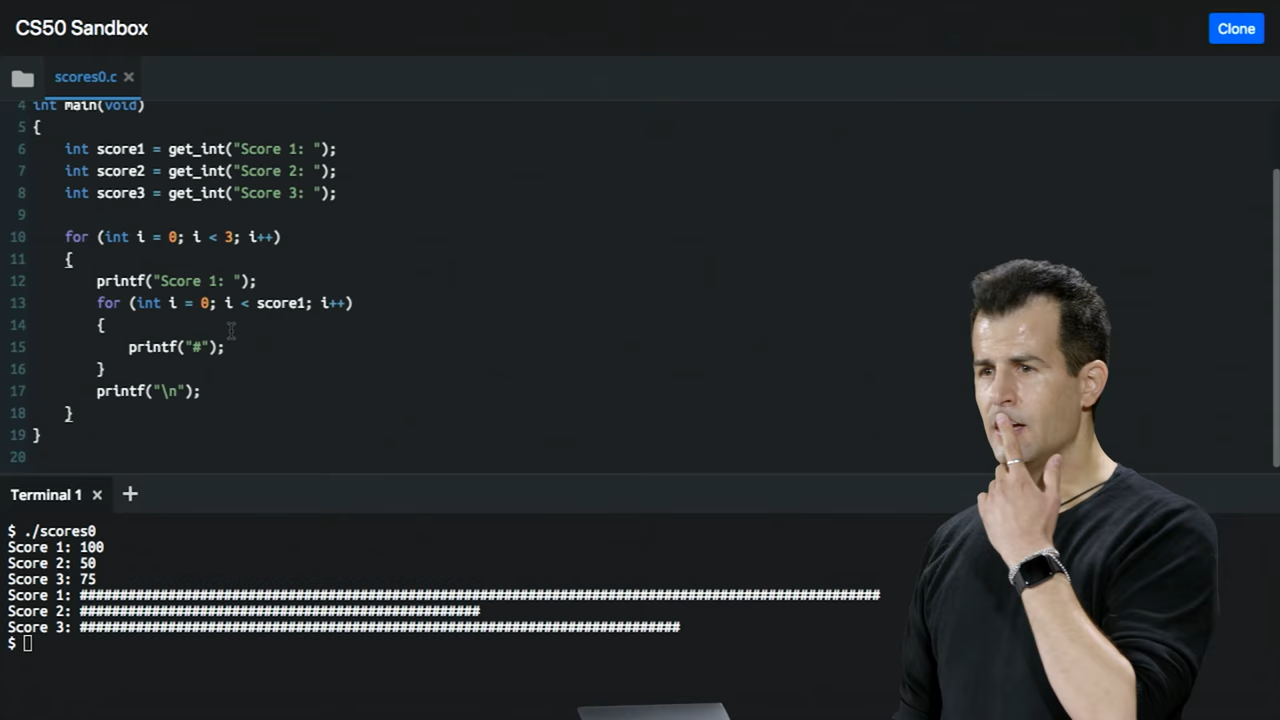 CS50 Sandbox
Clone
scores0.c ×
4 int main(void)
5 {
6 int score1 = get_int("Score 1: ");
7 int score2 = get_int("Score 2: ");
8 int score3 = get_int("Score 3: ");
9
10 for (int i = 0; i < 3; i++)
11 {
12 printf("Score 1: ");
13 for (int i = 0; i < score1; i++)
14 {
15 printf("#");
16 }
17 printf("\n");
18 }
19 }
20
Terminal 1 × +
$ ./scores0
Score 1: 100
Score 2: 50
Score 3: 75
Score 1: ####################################################################################################
Score 2: ##################################################
Score 3: ###########################################################################
$